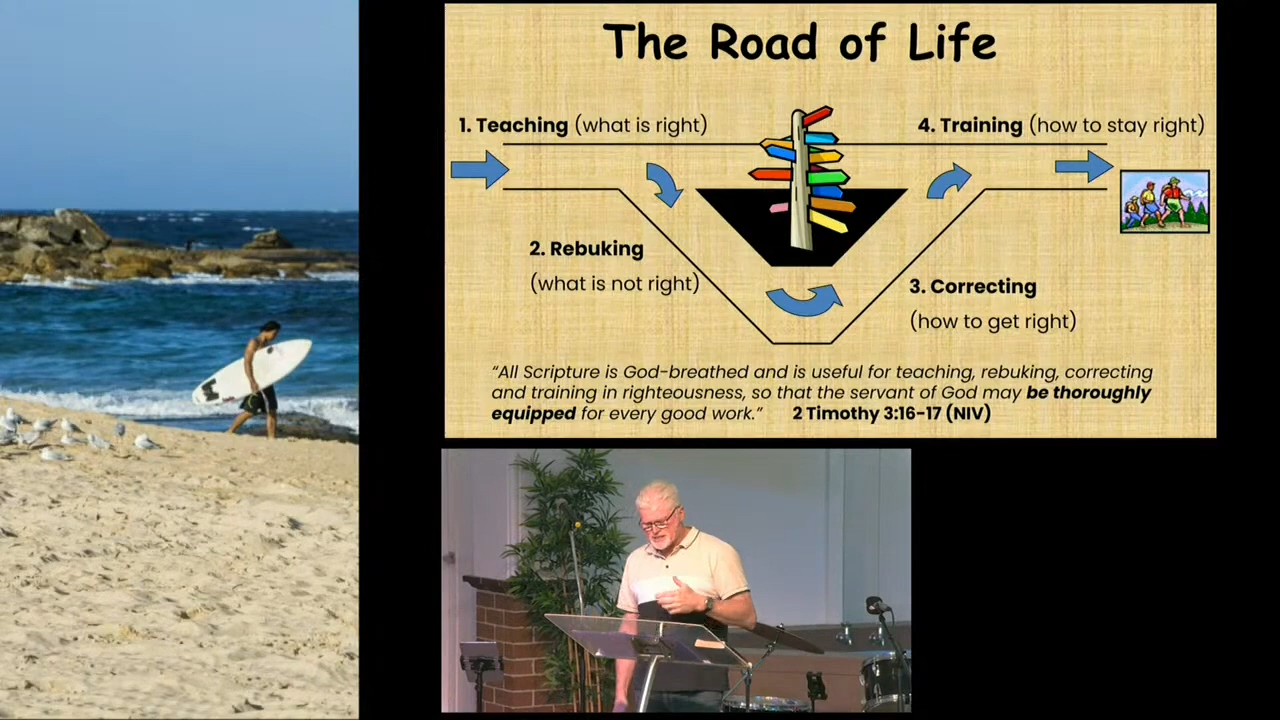 The Road of Life
1. Teaching (what is right)
4. Training (how to stay right)
2. Rebuking
(what is not right)
3. Correcting
(how to get right)
“All Scripture is God-breathed and is useful for teaching, rebuking, correcting
and training in righteousness, so that the servant of God may be thoroughly
equipped for every good work.” 2 Timothy 3:16-17 (NIV)